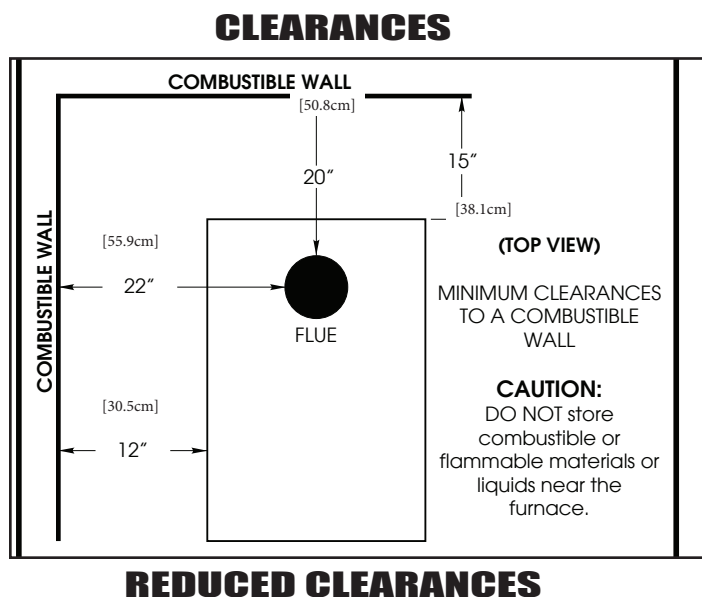 CLEARANCES
COMBUSTIBLE WALL
[50.8cm]
15″
20″
[38.1cm]
COMBUSTIBLE WALL
[55.9cm]
22″
FLUE
[30.5cm]
12″
(TOP VIEW)
MINIMUM CLEARANCES
TO A COMBUSTIBLE
WALL
CAUTION:
DO NOT store
combustible or
flammable materials or
liquids near the
furnace.
REDUCED CLEARANCES